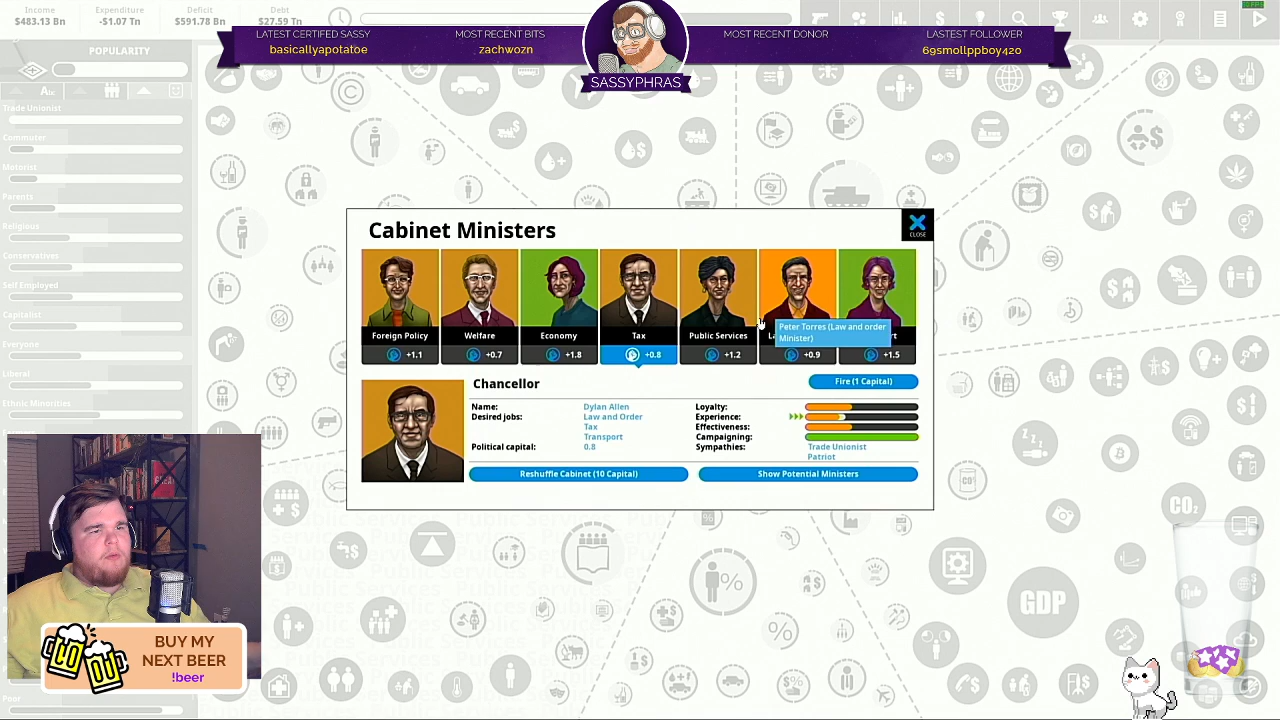 Income
$483.13 Bn
Expenditure
-$1.07 Tn
Deficit
$591.78 Bn
Debt
$27.59 Tn
LATEST CERTIFED SASSY
basicallyapotatoe
MOST RECENT BITS
zachwozn
SASSYPHRAS
MOST RECENT DONOR
LASTEST FOLLOWER
69smollppboy420
POPULARITY
Abc
Trade Unionist
Commuter
Motorist
Parents
Religious
Conservatives
Self Employed
Capitalist
Everyone
Liberal
Ethnic Minorities
Poor
Cabinet Ministers
CLOSE
Foreign Policy
Welfare
Economy
Tax
Public Services
Peter Torres (Law and order
Minister)
+1.1
+0.7
+1.8
+0.8
+1.2
+0.9
+1.5
Chancellor
Fire (1 Capital)
Name:
Dylan Allen
Desired jobs:
Law and Order
Tax
Transport
Political capital:
0.8
Loyalty:
Experience:
Effectiveness:
Campaigning:
Sympathies:
Trade Unionist
Patriot
Reshuffle Cabinet (10 Capital)
Show Potential Ministers
GDP
CO²
BUY MY
NEXT BEER
!beer